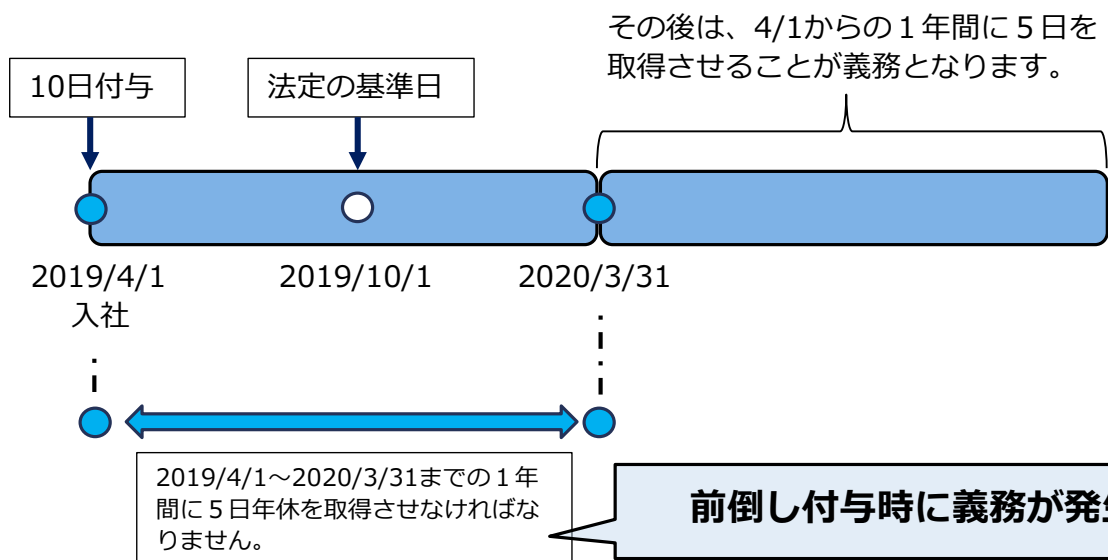 その後は、4/1からの１年間に５日を
取得させることが義務となります。
10日付与
法定の基準日
2019/4/1
入社
2019/10/1
2020/3/31
2019/4/1～2020/3/31までの１年
間に５日年休を取得させなければな
りません。
前倒し付与時に義務が発